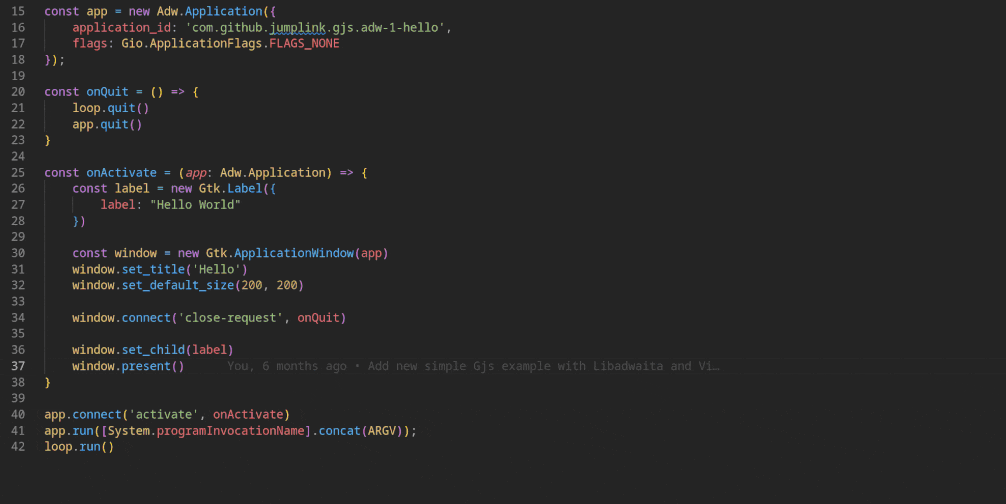 15 const app = new Adw.Application({
16     application_id: 'com.github.jumplink.gjs.adw-1-hello',
17     flags: Gio.ApplicationFlags.FLAGS_NONE
18 });
19
20 const onQuit = () => {
21     loop.quit()
22     app.quit()
23 }
24
25 const onActivate = (app: Adw.Application) => {
26     const label = new Gtk.Label({
27         label: "Hello World"
28     })
29
30     const window = new Gtk.ApplicationWindow(app)
31     window.set_title('Hello')
32     window.set_default_size(200, 200)
33
34     window.connect('close-request', onQuit)
35
36     window.set_child(label)
37     window.present()     You, 6 months ago • Add new simple Gjs example with Libadwaita and Vi…
38 }
39
40 app.connect('activate', onActivate)
41 app.run([System.programInvocationName].concat(ARGV));
42 loop.run()